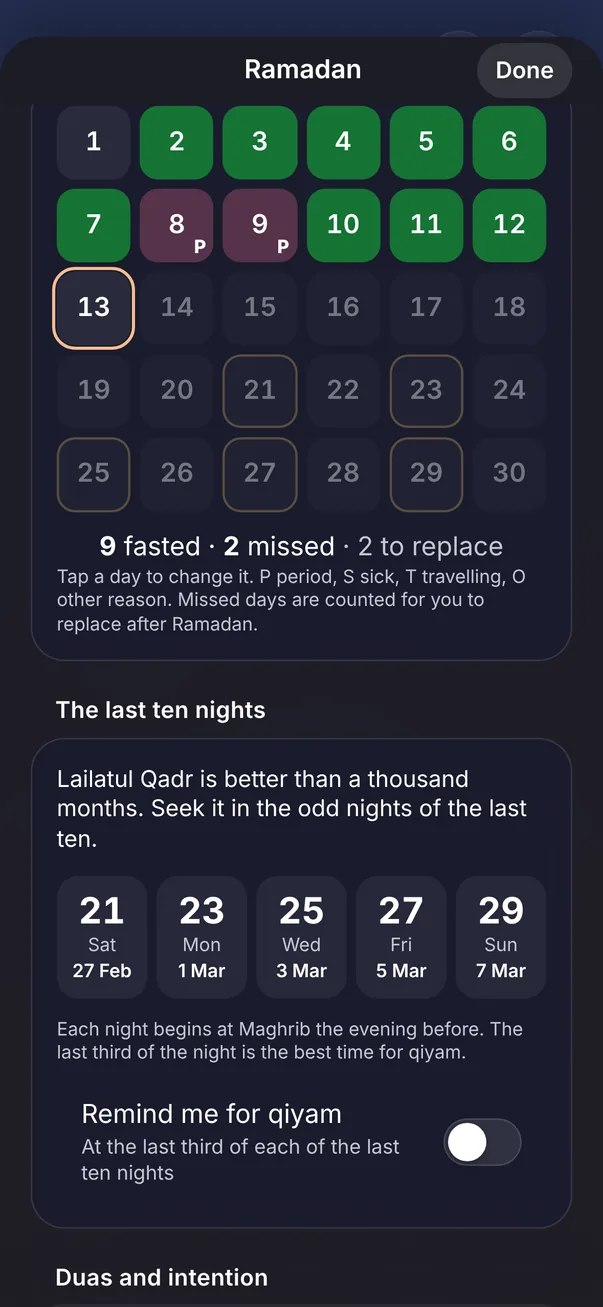 Ramadan
Done
1 2 3 4 5 6
7 8 P 9 P 10 11 12
13 14 15 16 17 18
19 20 21 22 23 24
25 26 27 28 29 30
9 fasted · 2 missed · 2 to replace
Tap a day to change it. P period, S sick, T travelling, O
other reason. Missed days are counted for you to
replace after Ramadan.
The last ten nights
Lailatul Qadr is better than a thousand
months. Seek it in the odd nights of the last
ten.
21 23 25 27 29
Sat Mon Wed Fri Sun
27 Feb 1 Mar 3 Mar 5 Mar 7 Mar
Each night begins at Maghrib the evening before. The
last third of the night is the best time for qiyam.
Remind me for qiyam
At the last third of each of the last
ten nights
Duas and intention